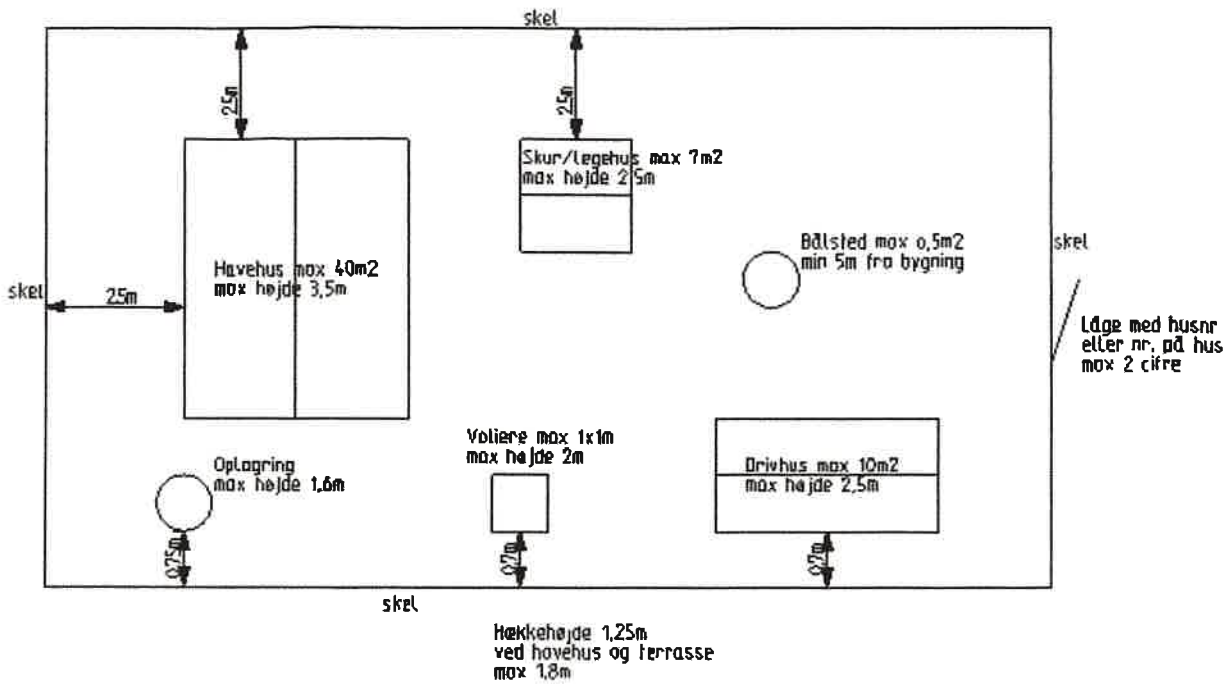 skel
2.5m
2.5m
Skur/legehus max 7m2
max højde 2,5m
Bålsted max 0,5m2
min 5m fra bygning
skel
Havehus max 40m2
max højde 3,5m
skel
2.5m
Låge med husnr
eller nr. på hus
max 2 cifre
Voliere max 1x1m
max højde 2m
Oplagring
max højde 1,6m
Drivhus max 10m2
max højde 2,5m
0.75m
0.7m
0.7m
skel
Hækkehøjde 1,25m
ved havehus og terrasse
max 1,8m